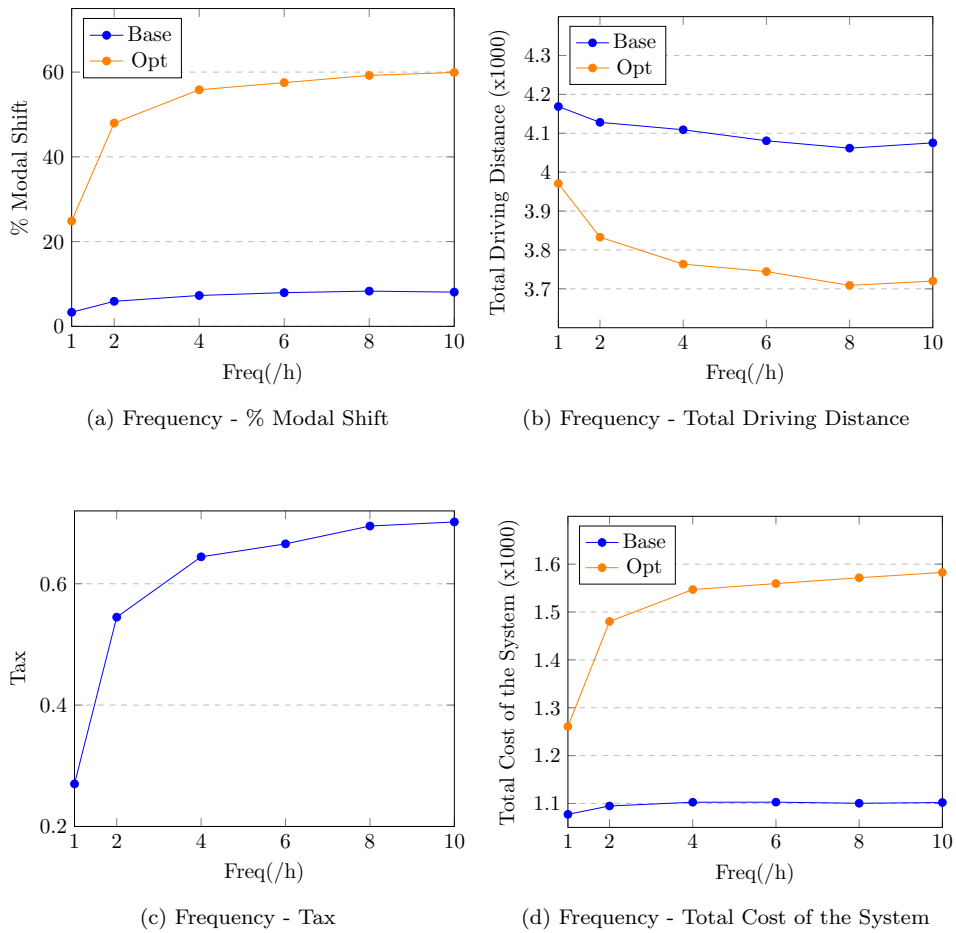 Base
Opt
60
40
20
0
1 2 4 6 8 10
% Modal Shift
Freq(/h)
(a) Frequency - % Modal Shift
Base
Opt
4.3
4.2
4.1
4
3.9
3.8
3.7
1 2 4 6 8 10
Total Driving Distance (x1000)
Freq(/h)
(b) Frequency - Total Driving Distance
0.6
0.4
0.2
1 2 4 6 8 10
Tax
Freq(/h)
(c) Frequency - Tax
Base
Opt
1.6
1.5
1.4
1.3
1.2
1.1
1 2 4 6 8 10
Total Cost of the System (x1000)
Freq(/h)
(d) Frequency - Total Cost of the System